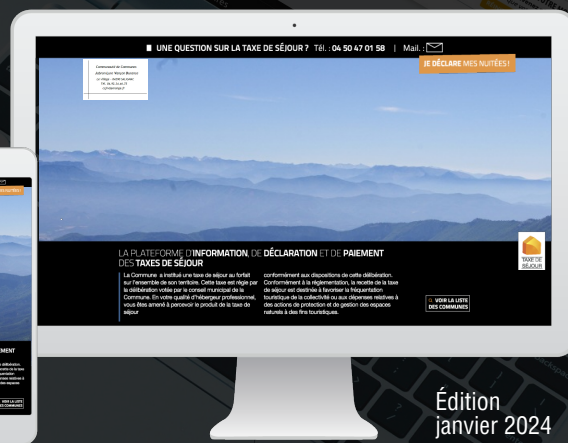 UNE QUESTION SUR LA TAXE DE SÉJOUR ? Tél. : 04 50 47 01 58 | Mail. :
JE DÉCLARE MES NUITÉES !
LA PLATEFORME D'INFORMATION, DE DÉCLARATION ET DE PAIEMENT
DES TAXES DE SÉJOUR
La Commune a institué une taxe de séjour au forfait
sur l'ensemble de son territoire. Cette taxe est régie par
la délibération votée par le conseil municipal de la
Commune. En votre qualité d'hébergeur professionnel,
vous êtes amené à percevoir le produit de la taxe de
séjour
conformément aux dispositions de cette délibération.
Conformément à la réglementation, la recette de la taxe
de séjour est destinée à favoriser la fréquentation
touristique de la collectivité ou aux dépenses relatives à
des actions de protection et de gestion des espaces
naturels à des fins touristiques.
TAXE DE
SÉJOUR
VOIR LA LISTE
DES COMMUNES
Édition
janvier 2024